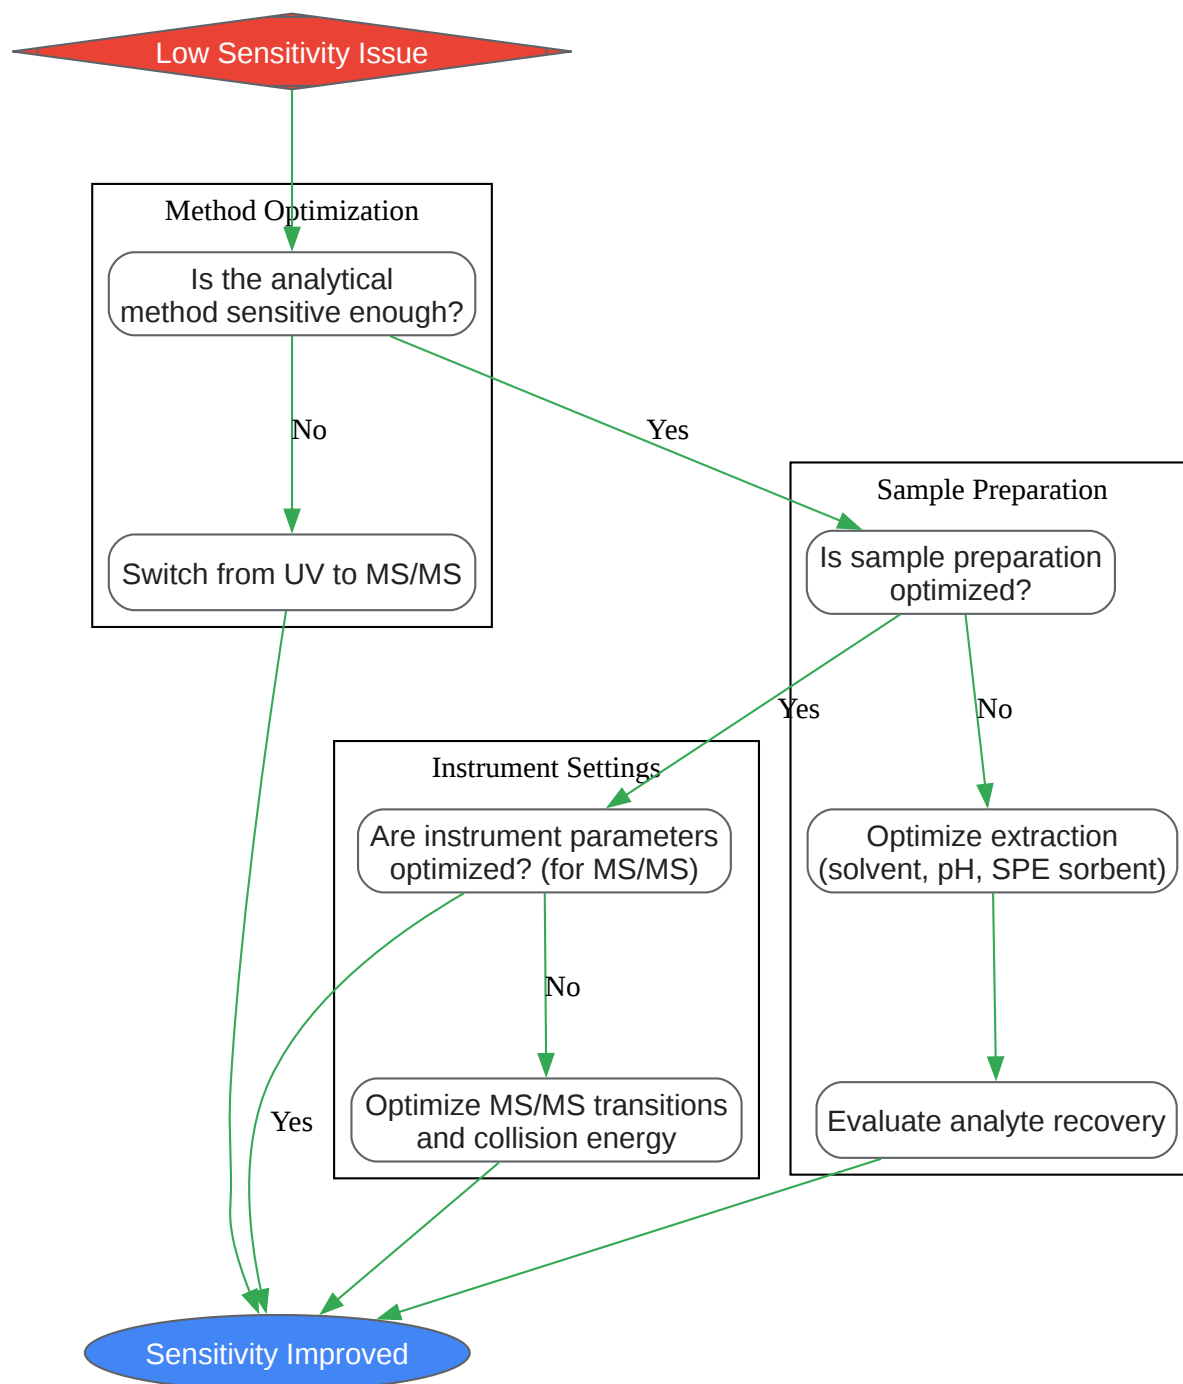 Low Sensitivity Issue
Method Optimization
Is the analytical
method sensitive enough?
No
Yes
Switch from UV to MS/MS
Sample Preparation
Is sample preparation
optimized?
Yes
No
Instrument Settings
Are instrument parameters
optimized? (for MS/MS)
Optimize extraction
(solvent, pH, SPE sorbent)
No
Optimize MS/MS transitions
and collision energy
Yes
Evaluate analyte recovery
Sensitivity Improved